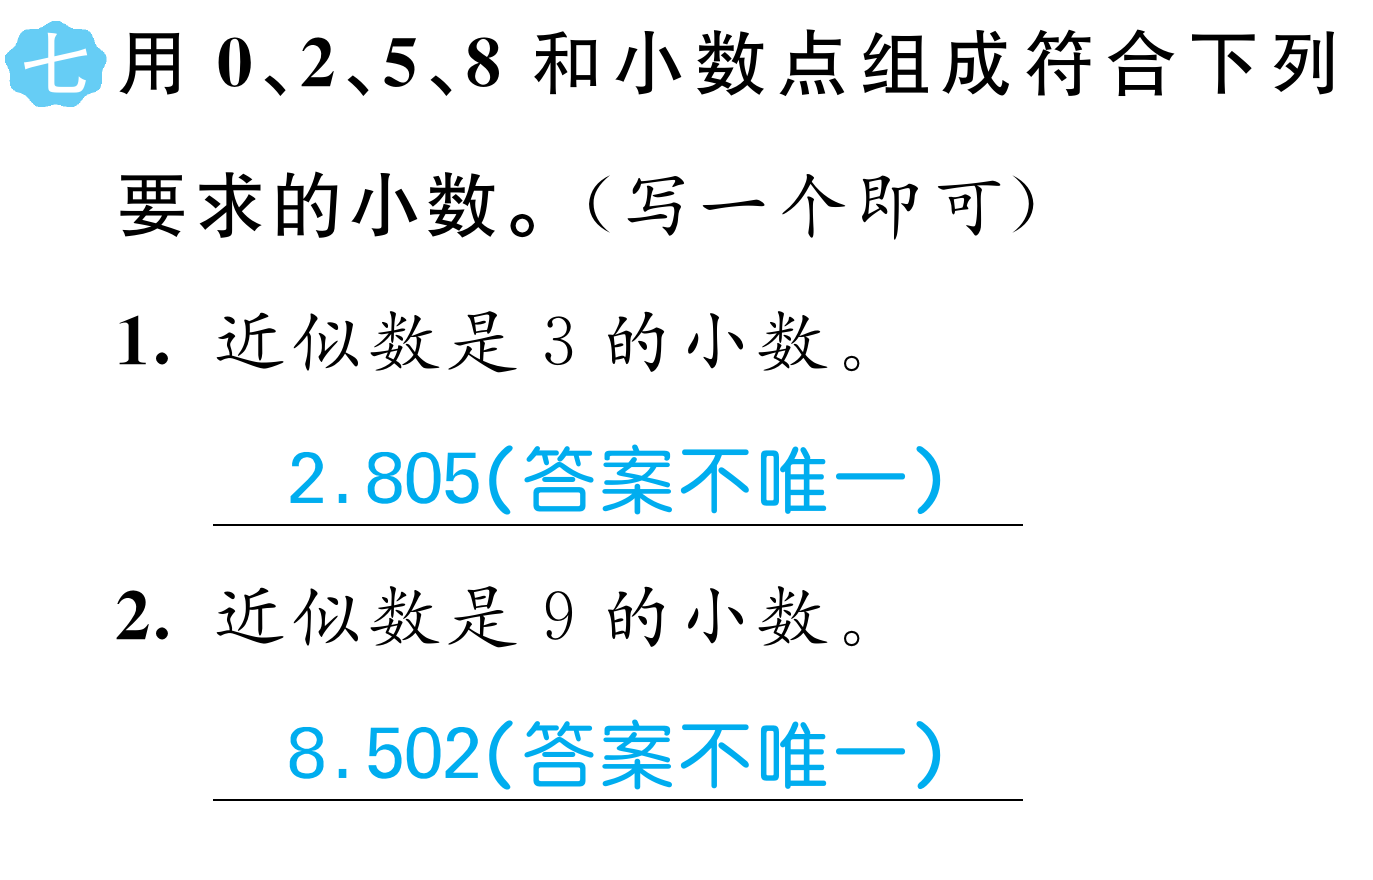 七 用 0、2、5、8 和小数点组成符合下列
要求的小数。(写一个即可)
1. 近似数是 3 的小数。
2.805(答案不唯一)
2. 近似数是 9 的小数。
8.502(答案不唯一)